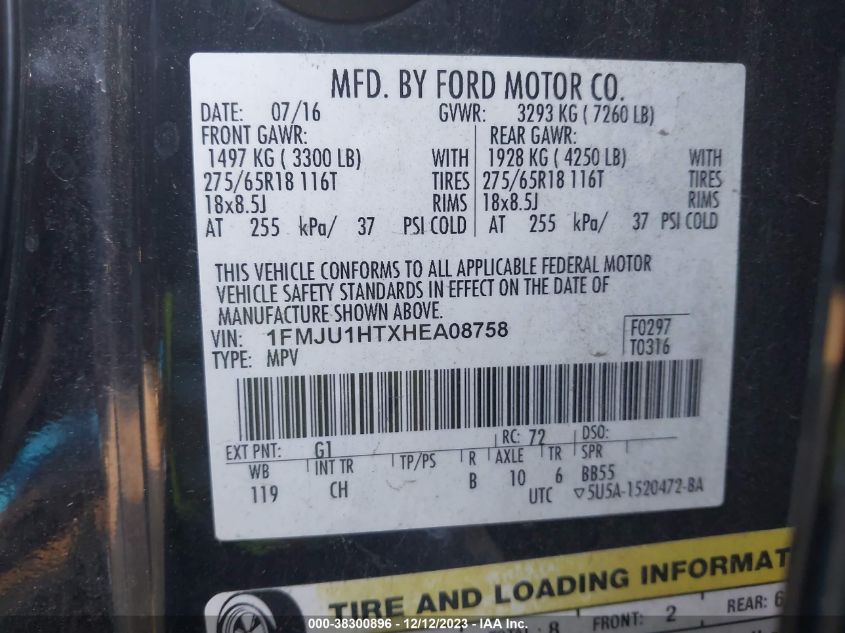 MFD. BY FORD MOTOR CO.
DATE: 07/16 GVWR: 3293 KG ( 7260 LB)
FRONT GAWR: REAR GAWR:
1497 KG ( 3300 LB) WITH 1928 KG ( 4250 LB) WITH
275/65R18 116T TIRES 275/65R18 116T TIRES
18x8.5J RIMS 18x8.5J RIMS
AT 255 kPa/ 37 PSI COLD AT 255 kPa/ 37 PSI COLD
THIS VEHICLE CONFORMS TO ALL APPLICABLE FEDERAL MOTOR
VEHICLE SAFETY STANDARDS IN EFFECT ON THE DATE OF
MANUFACTURE SHOWN ABOVE.
VIN: 1FMJU1HTXHEA08758 F0297
TYPE: MPV T0316
EXT PNT: G1 RC: 72 DSO:
WB INT TR TP/PS R AXLE TR SPR
119 CH B 10 6 BB55
UTC ▽5U5A-1520472-BA
TIRE AND LOADING INFORMAT
: 8 FRONT: 2 REAR: 6
000-38300896 - 12/12/2023 - IAAI Inc.